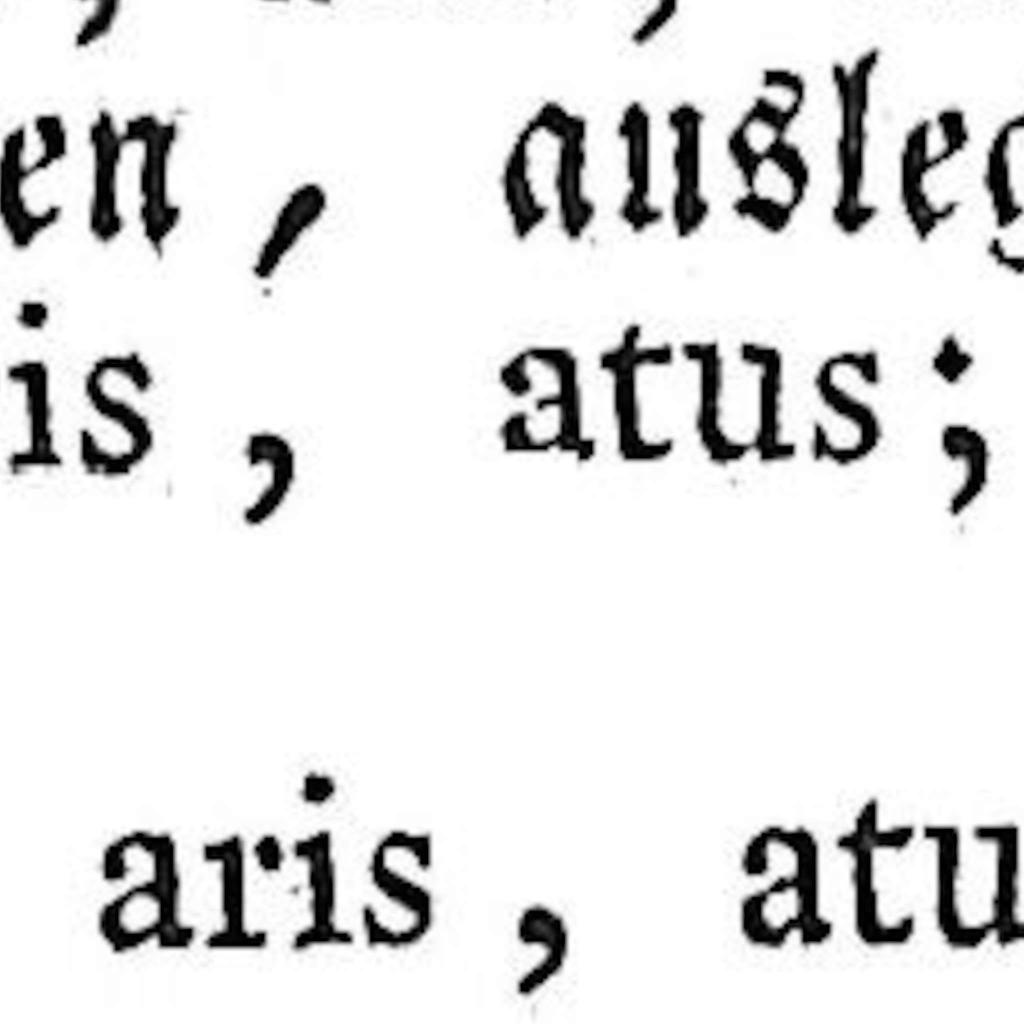 en, ausleg
is, atus;
aris, atu